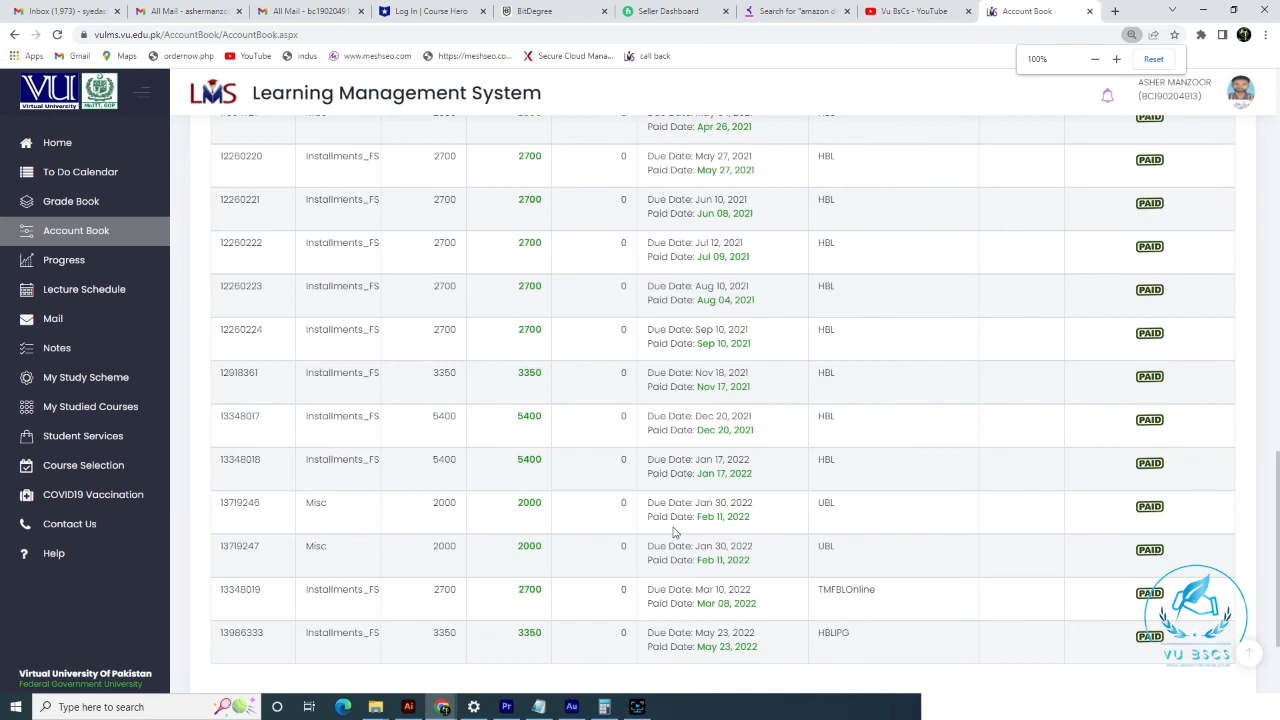 Inbox (1,973) - syedas
All Mail - ashermanzo
All Mail - bc19020491
Log In | Course Hero
BitDegree
Seller Dashboard
Search for "amazon d
Vu BsCs - YouTube
Account Book
vulms.vu.edu.pk/AccountBook/AccountBook.aspx
Apps
Gmail
Maps
ordernow.php
YouTube
indus
www.meshseo.com
https://meshseo.com...
Secure Cloud Mana...
call back
100%
Reset
VU
Virtual University
MoITT, GOP
LMS
Learning Management System
ASHER MANZOOR
(BC190204913)
Home
To Do Calendar
Grade Book
Account Book
Progress
Lecture Schedule
Mail
Notes
My Study Scheme
My Studied Courses
Student Services
Course Selection
COVID19 Vaccination
Contact Us
Help
Virtual University Of Pakistan
Federal Government University
Paid Date: Apr 26, 2021 PAID
12260220 Installments_FS 2700 2700 0 Due Date: May 27, 2021 HBL PAID
Paid Date: May 27, 2021
12260221 Installments_FS 2700 2700 0 Due Date: Jun 10, 2021 HBL PAID
Paid Date: Jun 08, 2021
12260222 Installments_FS 2700 2700 0 Due Date: Jul 12, 2021 HBL PAID
Paid Date: Jul 09, 2021
12260223 Installments_FS 2700 2700 0 Due Date: Aug 10, 2021 HBL PAID
Paid Date: Aug 04, 2021
12260224 Installments_FS 2700 2700 0 Due Date: Sep 10, 2021 HBL PAID
Paid Date: Sep 10, 2021
12918361 Installments_FS 3350 3350 0 Due Date: Nov 18, 2021 HBL PAID
Paid Date: Nov 17, 2021
13348017 Installments_FS 5400 5400 0 Due Date: Dec 20, 2021 HBL PAID
Paid Date: Dec 20, 2021
13348018 Installments_FS 5400 5400 0 Due Date: Jan 17, 2022 HBL PAID
Paid Date: Jan 17, 2022
13719246 Misc 2000 2000 0 Due Date: Jan 30, 2022 UBL PAID
Paid Date: Feb 11, 2022
13719247 Misc 2000 2000 0 Due Date: Jan 30, 2022 UBL PAID
Paid Date: Feb 11, 2022
13348019 Installments_FS 2700 2700 0 Due Date: Mar 10, 2022 TMFBLOnline PAID
Paid Date: Mar 08, 2022
13986333 Installments_FS 3350 3350 0 Due Date: May 23, 2022 HBLIPG PAID
Paid Date: May 23, 2022
VU BSCS
Type here to search
Ai
Pr
Au